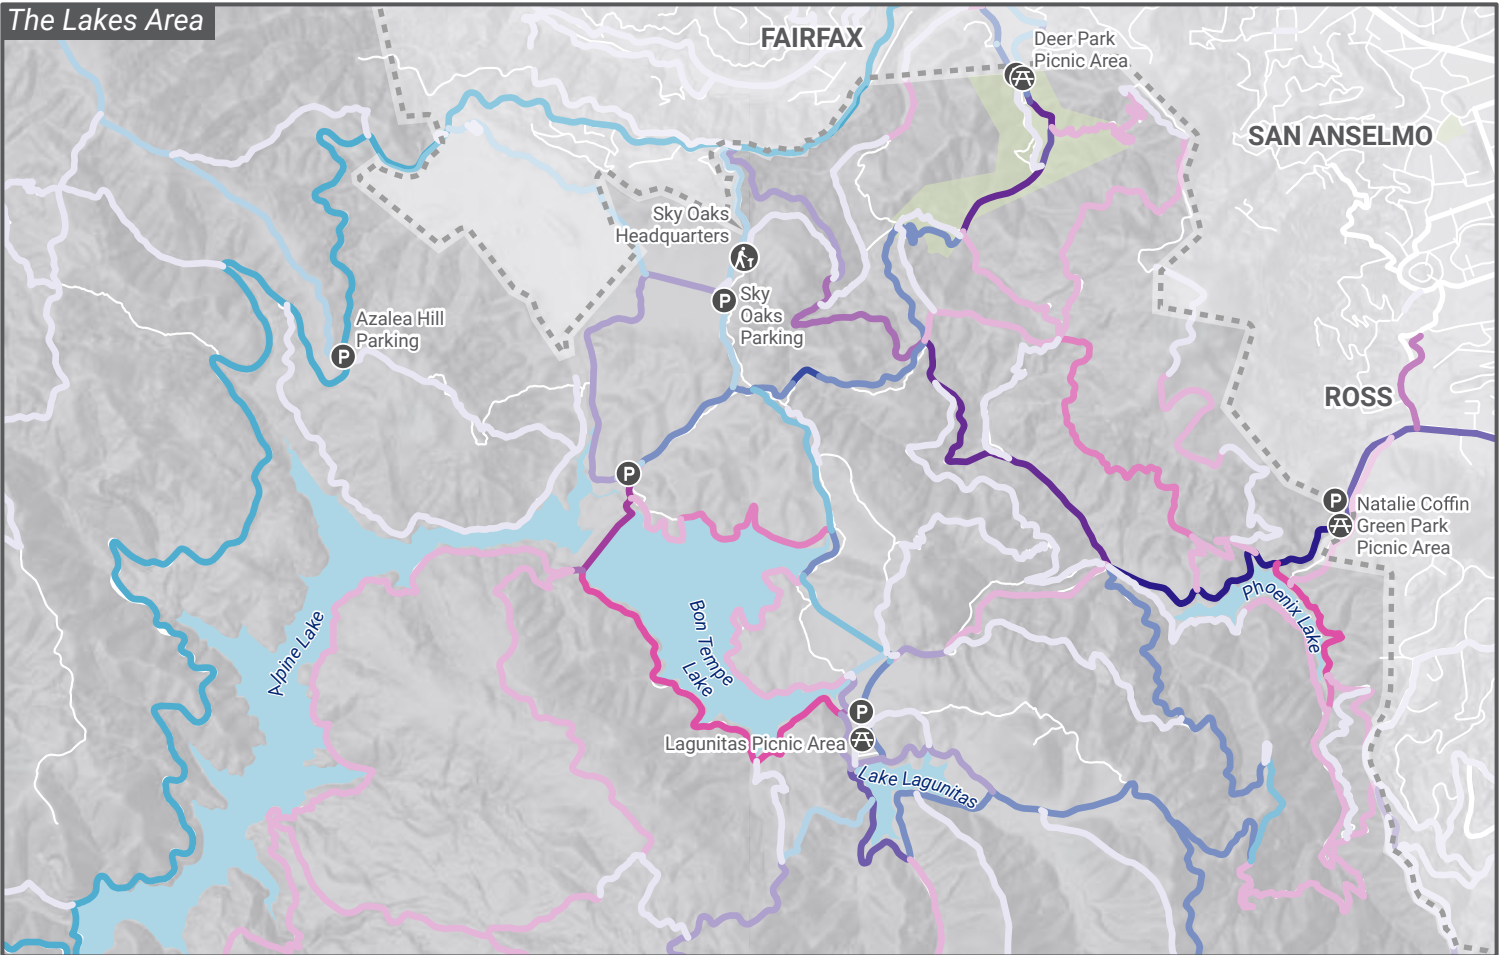 The Lakes Area
FAIRFAX
Deer Park
Picnic Area
SAN ANSELMO
Sky Oaks
Headquarters
P
Sky
Oaks
Parking
Azalea Hill
Parking
P
ROSS
P
P
Natalie Coffin
Green Park
Picnic Area
Phoenix Lake
Bon Tempe
Lake
Alpine Lake
P
Lagunitas Picnic Area
Lake Lagunitas